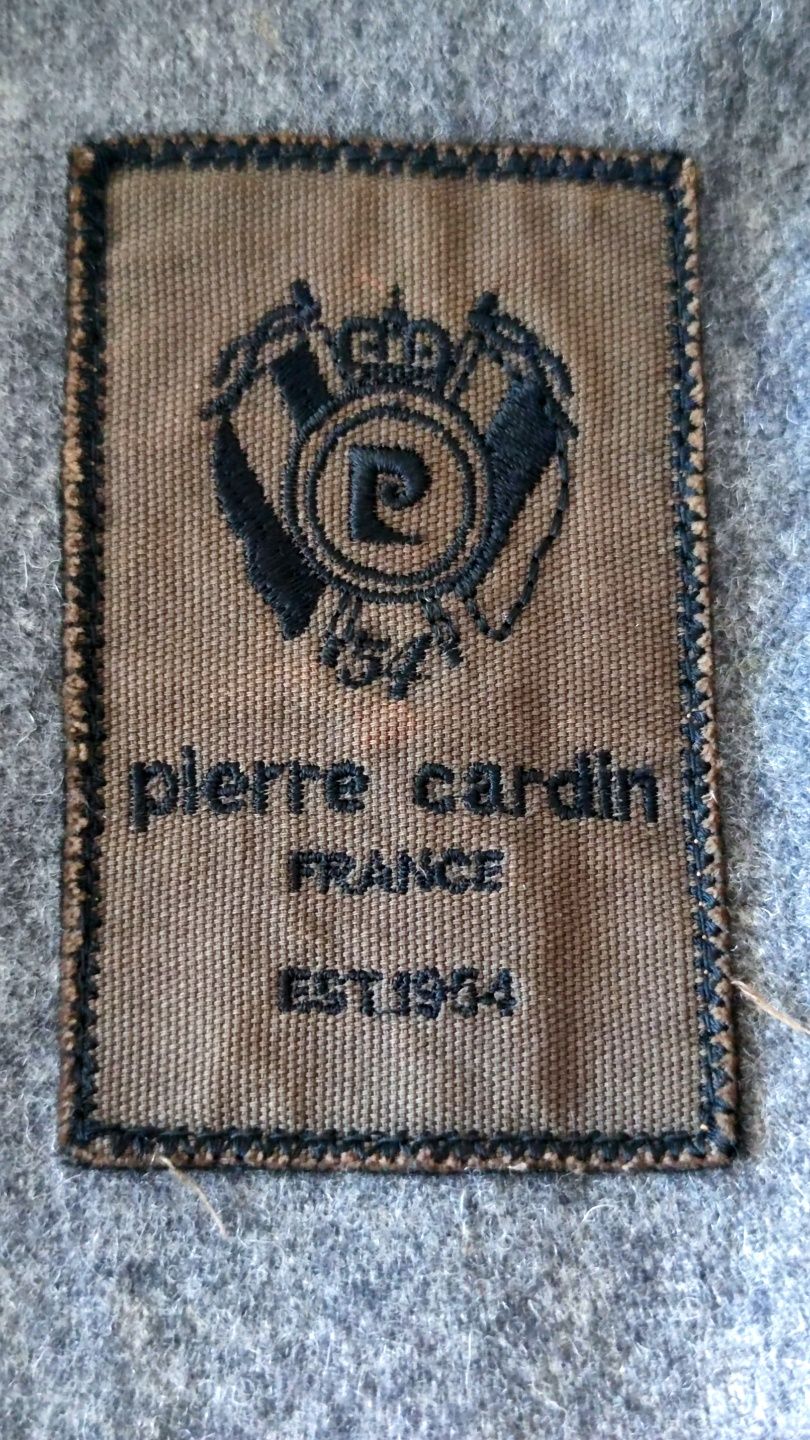 P
54
pierre cardin
FRANCE
EST.1954